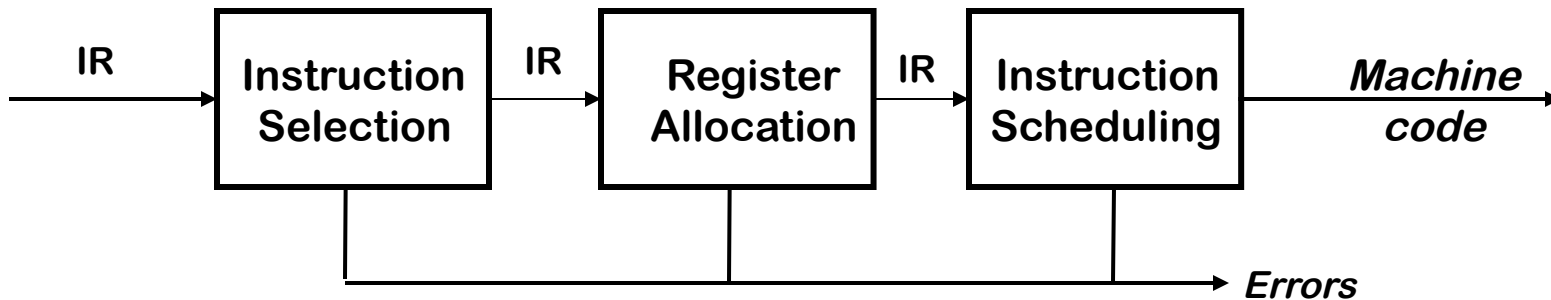 IR
Instruction
Selection
IR
Register
Allocation
IR
Instruction
Scheduling
Machine
code
Errors